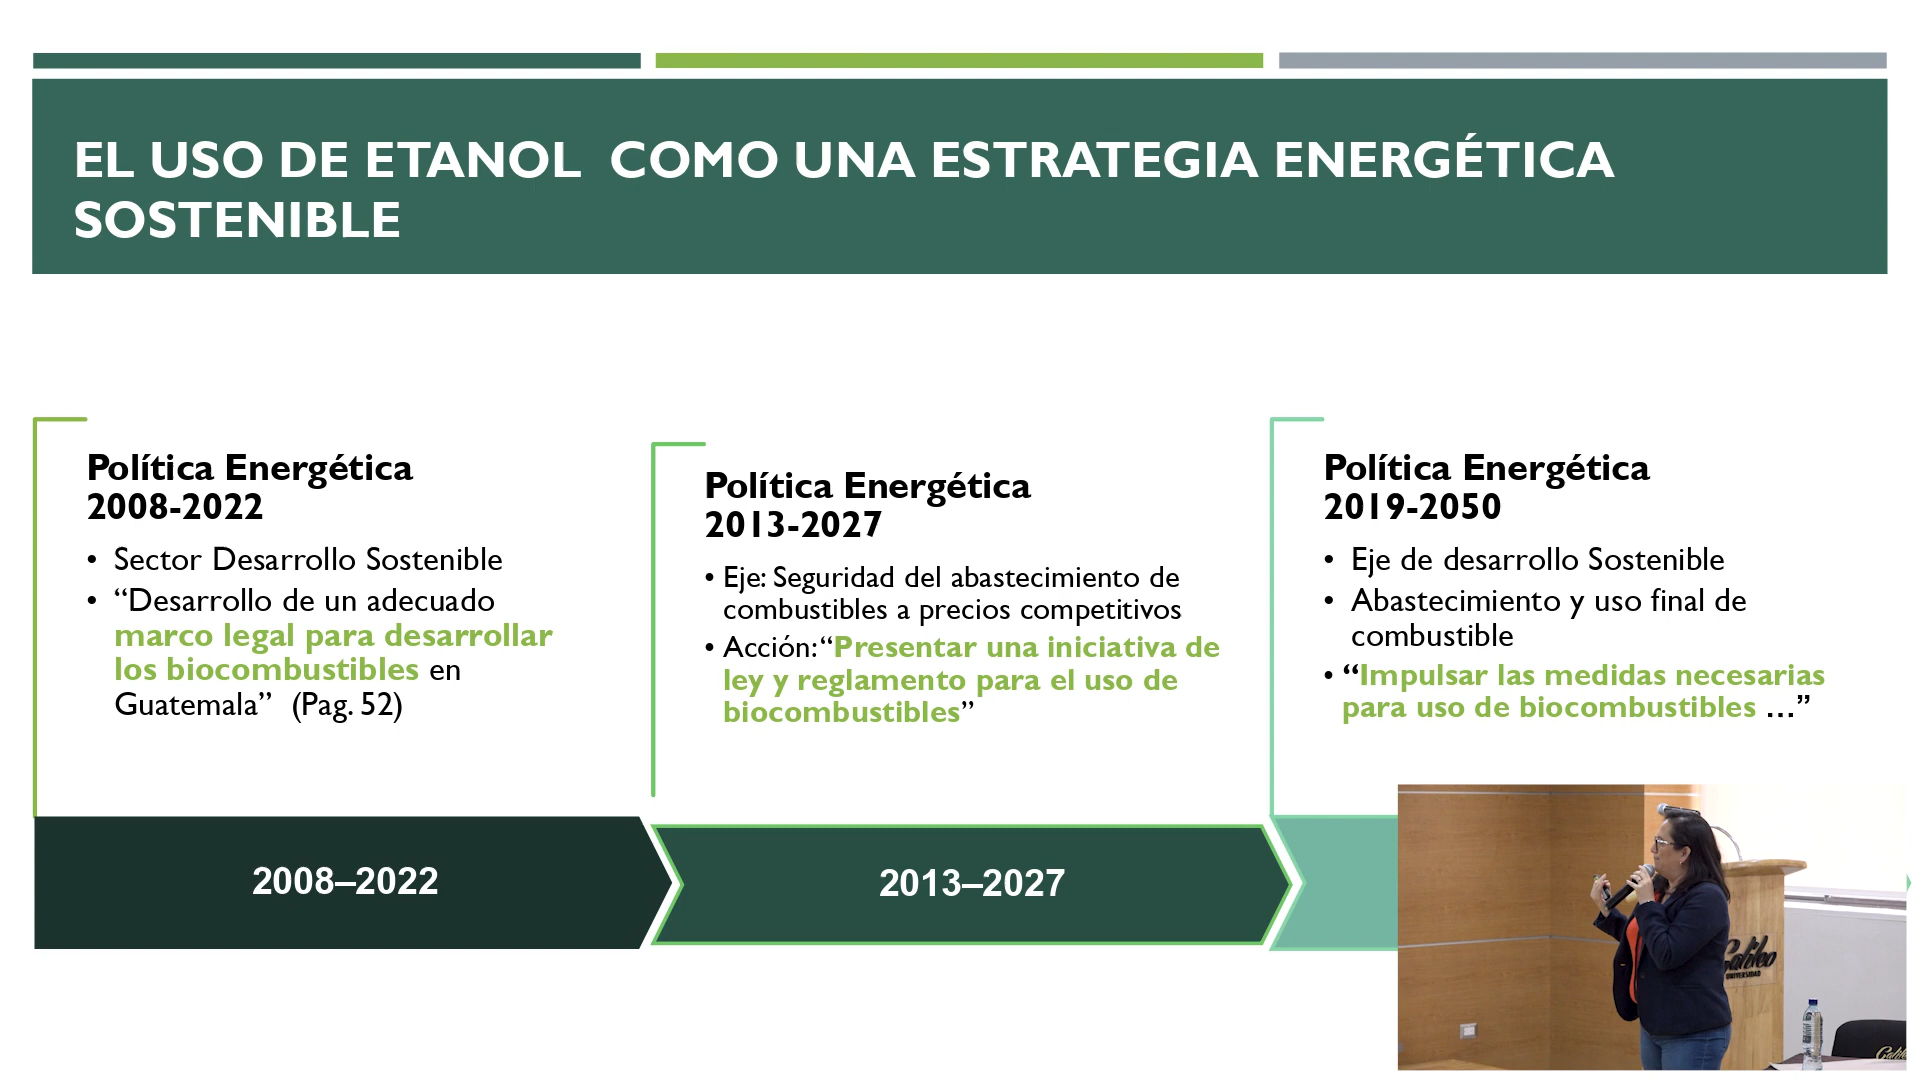 EL USO DE ETANOL  COMO UNA ESTRATEGIA ENERGÉTICA
SOSTENIBLE
Política Energética
2008-2022
• Sector Desarrollo Sostenible
• “Desarrollo de un adecuado
marco legal para desarrollar
los biocombustibles en
Guatemala”  (Pag. 52)
Política Energética
2013-2027
• Eje: Seguridad del abastecimiento de
combustibles a precios competitivos
• Acción: “Presentar una iniciativa de
ley y reglamento para el uso de
biocombustibles”
Política Energética
2019-2050
• Eje de desarrollo Sostenible
• Abastecimiento y uso final de
combustible
• “Impulsar las medidas necesarias
para uso de biocombustibles …”
2008–2022
2013–2027
Galileo
UNIVERSIDAD